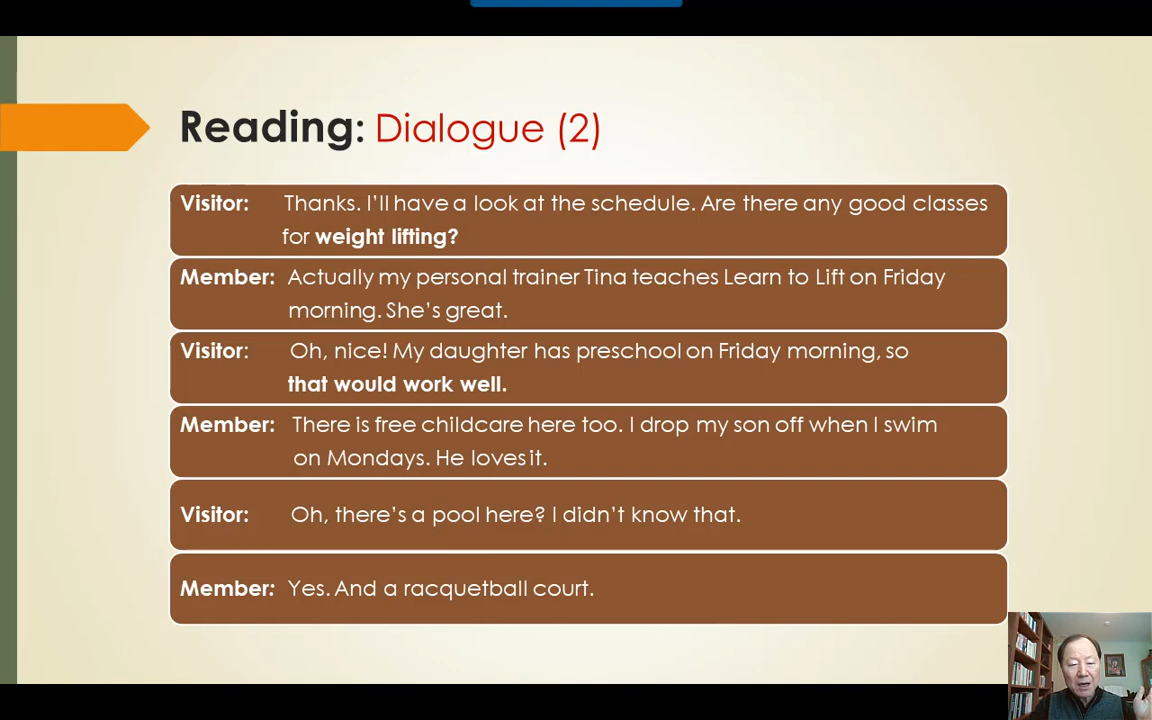 Reading: Dialogue (2)
Visitor: Thanks. I'll have a look at the schedule. Are there any good classes
for weight lifting?
Member: Actually my personal trainer Tina teaches Learn to Lift on Friday
morning. She's great.
Visitor: Oh, nice! My daughter has preschool on Friday morning, so
that would work well.
Member: There is free childcare here too. I drop my son off when I swim
on Mondays. He loves it.
Visitor: Oh, there's a pool here? I didn't know that.
Member: Yes. And a racquetball court.